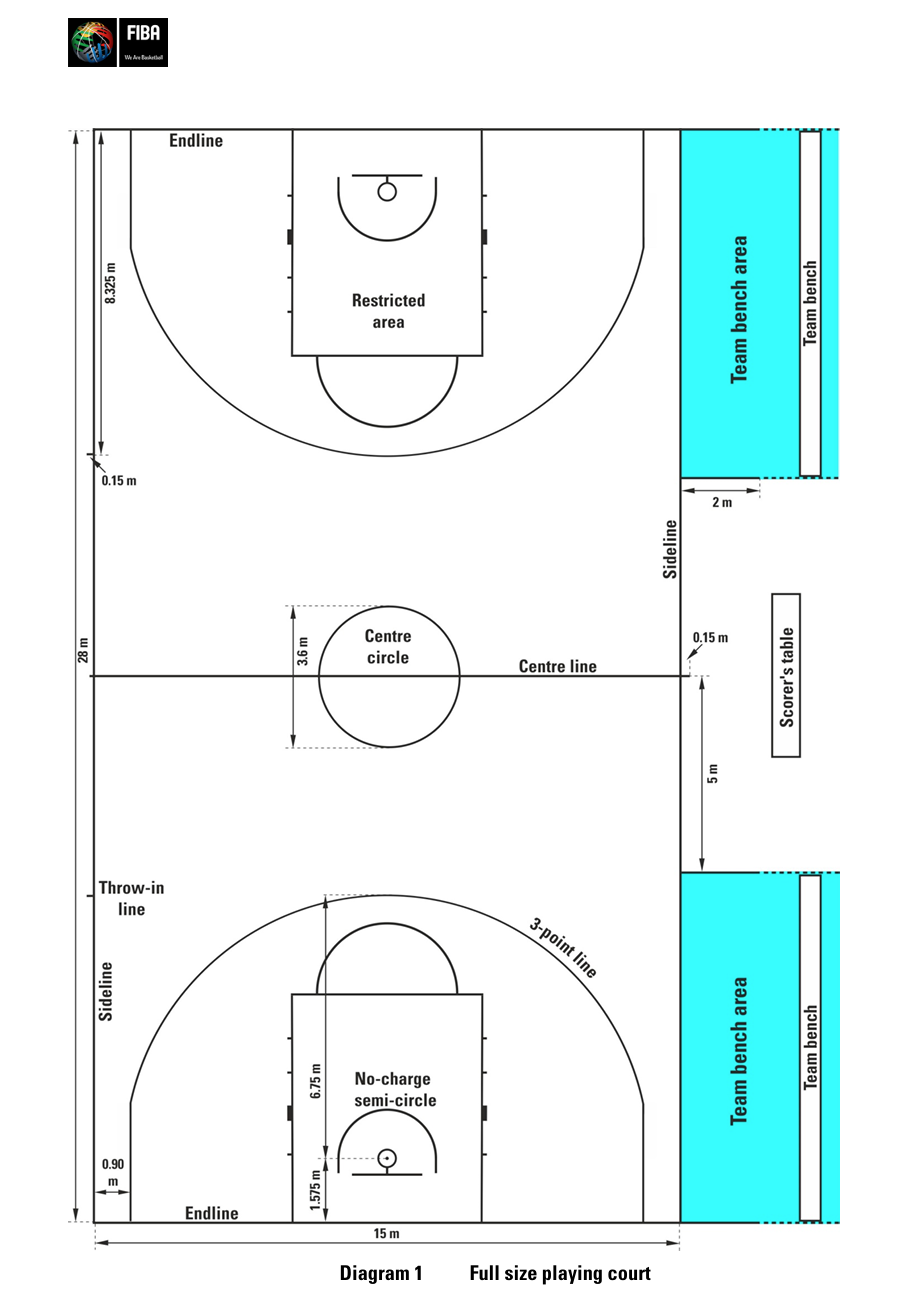 FIBA
We Are Basketball
Endline
8.325 m
Restricted
area
Team bench area
Team bench
0.15 m
2 m
Sideline
28 m
3.6 m
Centre
circle
Centre line
0.15 m
Scorer's table
5 m
Throw-in
line
3-point line
Sideline
6.75 m
No-charge
semi-circle
Team bench area
Team bench
0.90
m
1.575 m
Endline
15 m
Diagram 1 Full size playing court